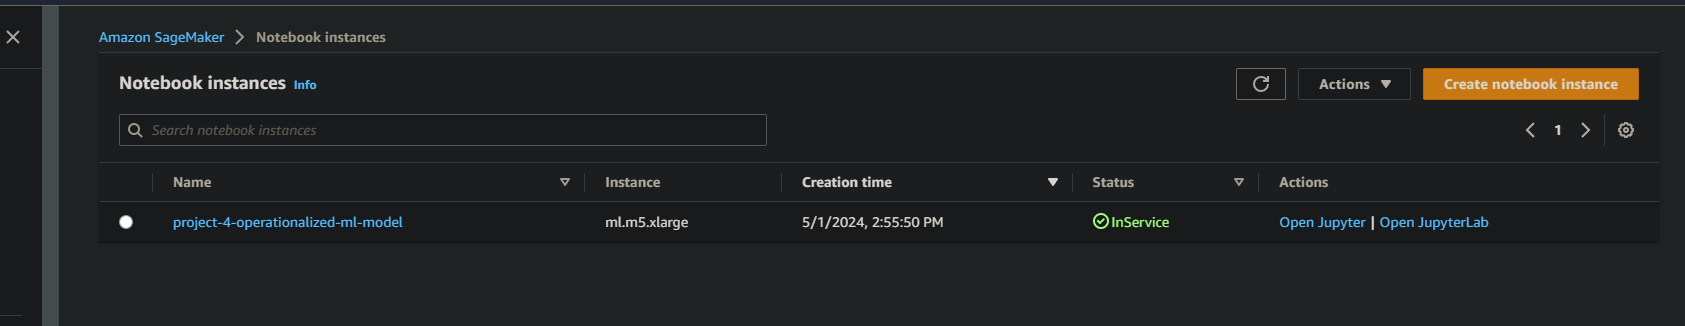 Amazon SageMaker > Notebook instances
Notebook instances Info
Actions
Create notebook instance
Search notebook instances
1
Name Instance Creation time Status Actions
project-4-operationalized-ml-model ml.m5.xlarge 5/1/2024, 2:55:50 PM InService Open Jupyter | Open JupyterLab